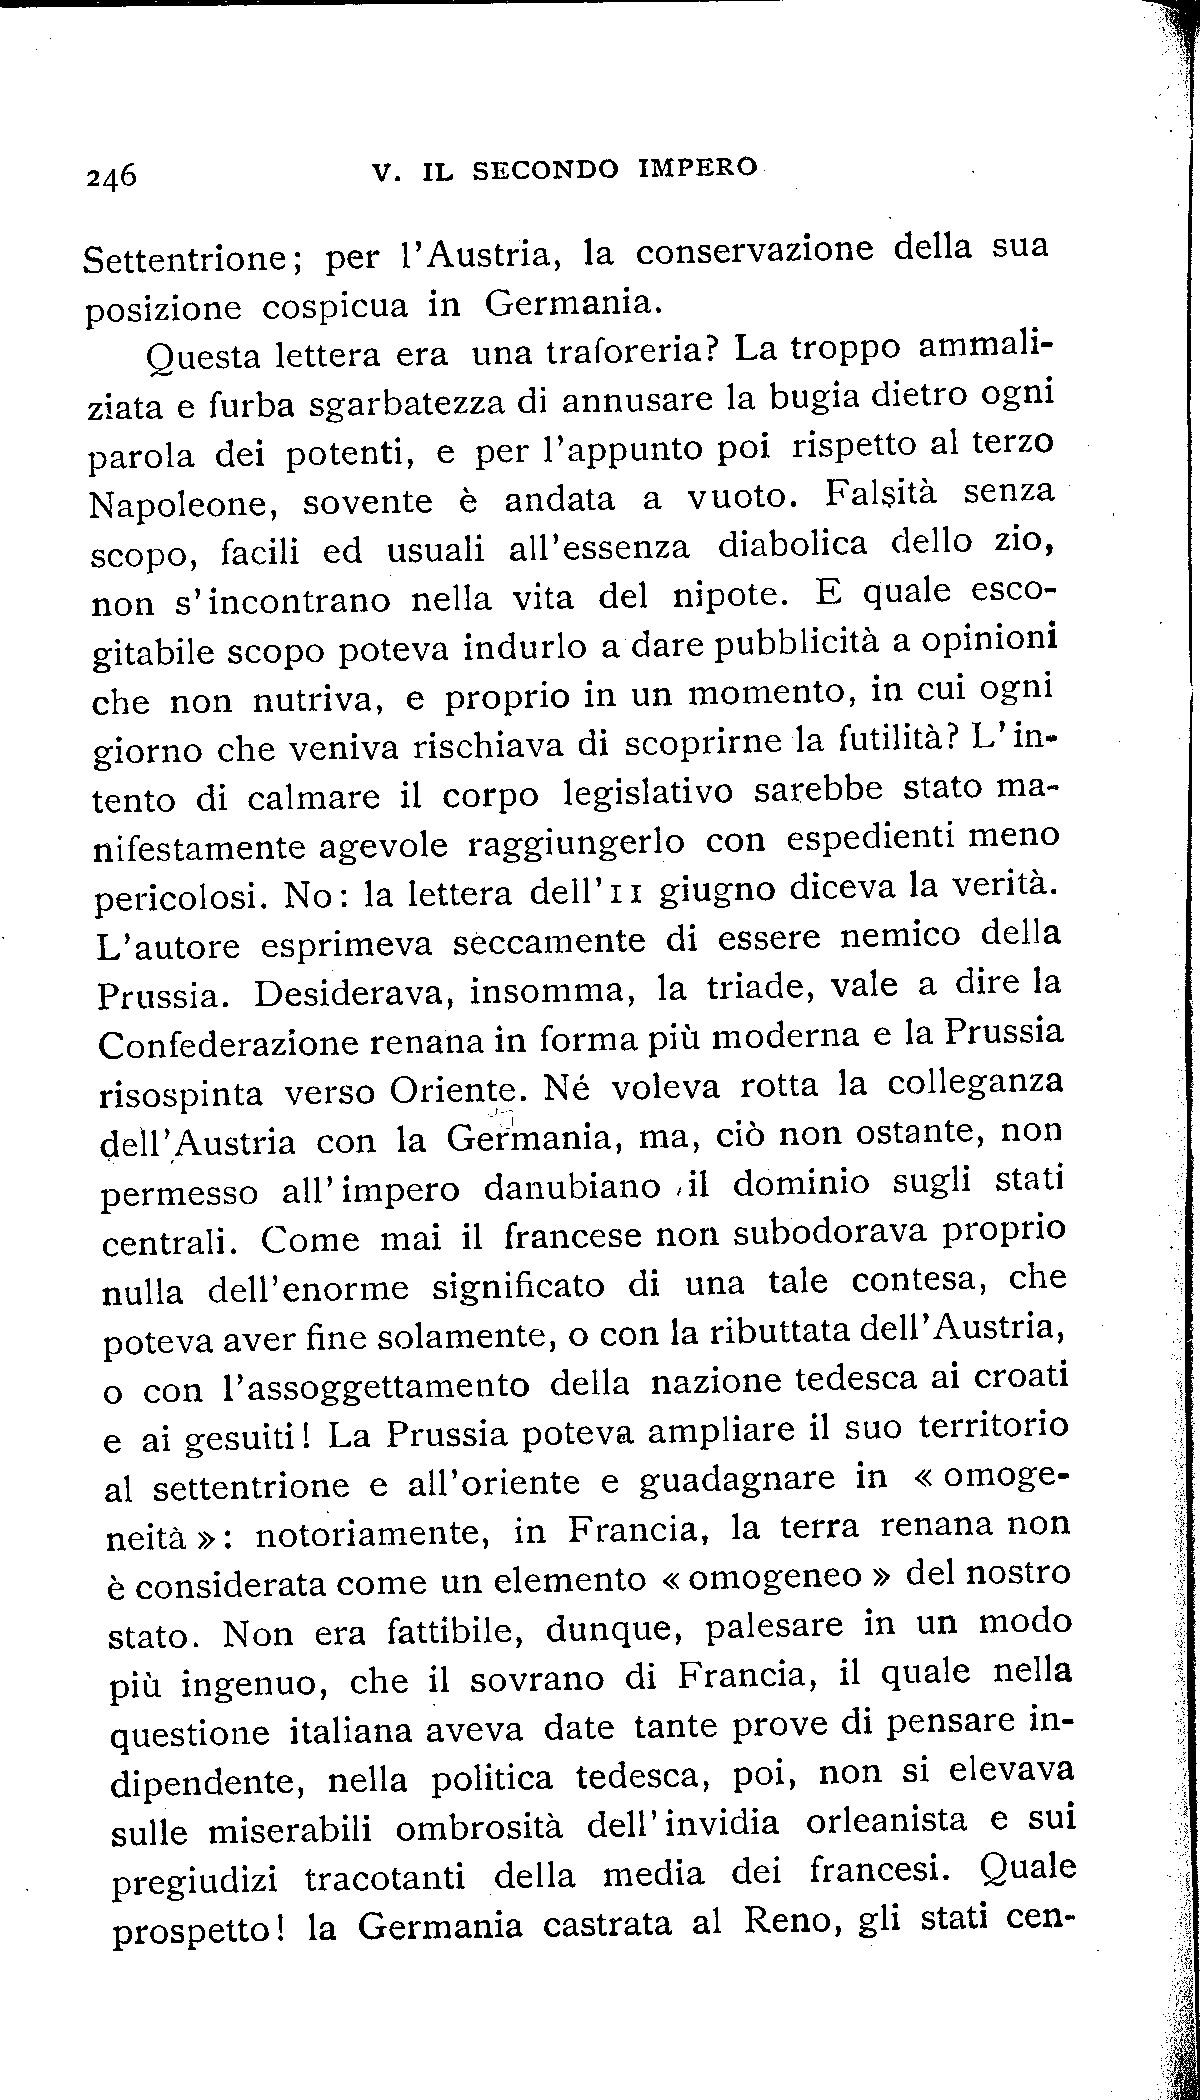 246 V. IL SECONDO IMPERO
Settentrione; per l'Austria, la conservazione della sua
posizione cospicua in Germania.
Questa lettera era una traforeria? La troppo ammali-
ziata e furba sgarbatezza di annusare la bugia dietro ogni
parola dei potenti, e per l'appunto poi rispetto al terzo
Napoleone, sovente è andata a vuoto. Falsità senza
scopo, facili ed usuali all'essenza diabolica dello zio,
non s'incontrano nella vita del nipote. E quale esco-
gitabile scopo poteva indurlo a dare pubblicità a opinioni
che non nutriva, e proprio in un momento, in cui ogni
giorno che veniva rischiava di scoprirne la futilità? L'in-
tento di calmare il corpo legislativo sarebbe stato ma-
nifestamente agevole raggiungerlo con espedienti meno
pericolosi. No: la lettera dell'11 giugno diceva la verità.
L'autore esprimeva seccamente di essere nemico della
Prussia. Desiderava, insomma, la triade, vale a dire la
Confederazione renana in forma più moderna e la Prussia
risospinta verso Oriente. Né voleva rotta la colleganza
dell'Austria con la Germania, ma, ciò non ostante, non
permesso all'impero danubiano il dominio sugli stati
centrali. Come mai il francese non subodorava proprio
nulla dell'enorme significato di una tale contesa, che
poteva aver fine solamente, o con la ributtata dell'Austria,
o con l'assoggettamento della nazione tedesca ai croati
e ai gesuiti! La Prussia poteva ampliare il suo territorio
al settentrione e all'oriente e guadagnare in « omoge-
neità »: notoriamente, in Francia, la terra renana non
è considerata come un elemento « omogeneo » del nostro
stato. Non era fattibile, dunque, palesare in un modo
più ingenuo, che il sovrano di Francia, il quale nella
questione italiana aveva date tante prove di pensare in-
dipendente, nella politica tedesca, poi, non si elevava
sulle miserabili ombrosità dell'invidia orleanista e sui
pregiudizi tracotanti della media dei francesi. Quale
prospetto! la Germania castrata al Reno, gli stati cen-